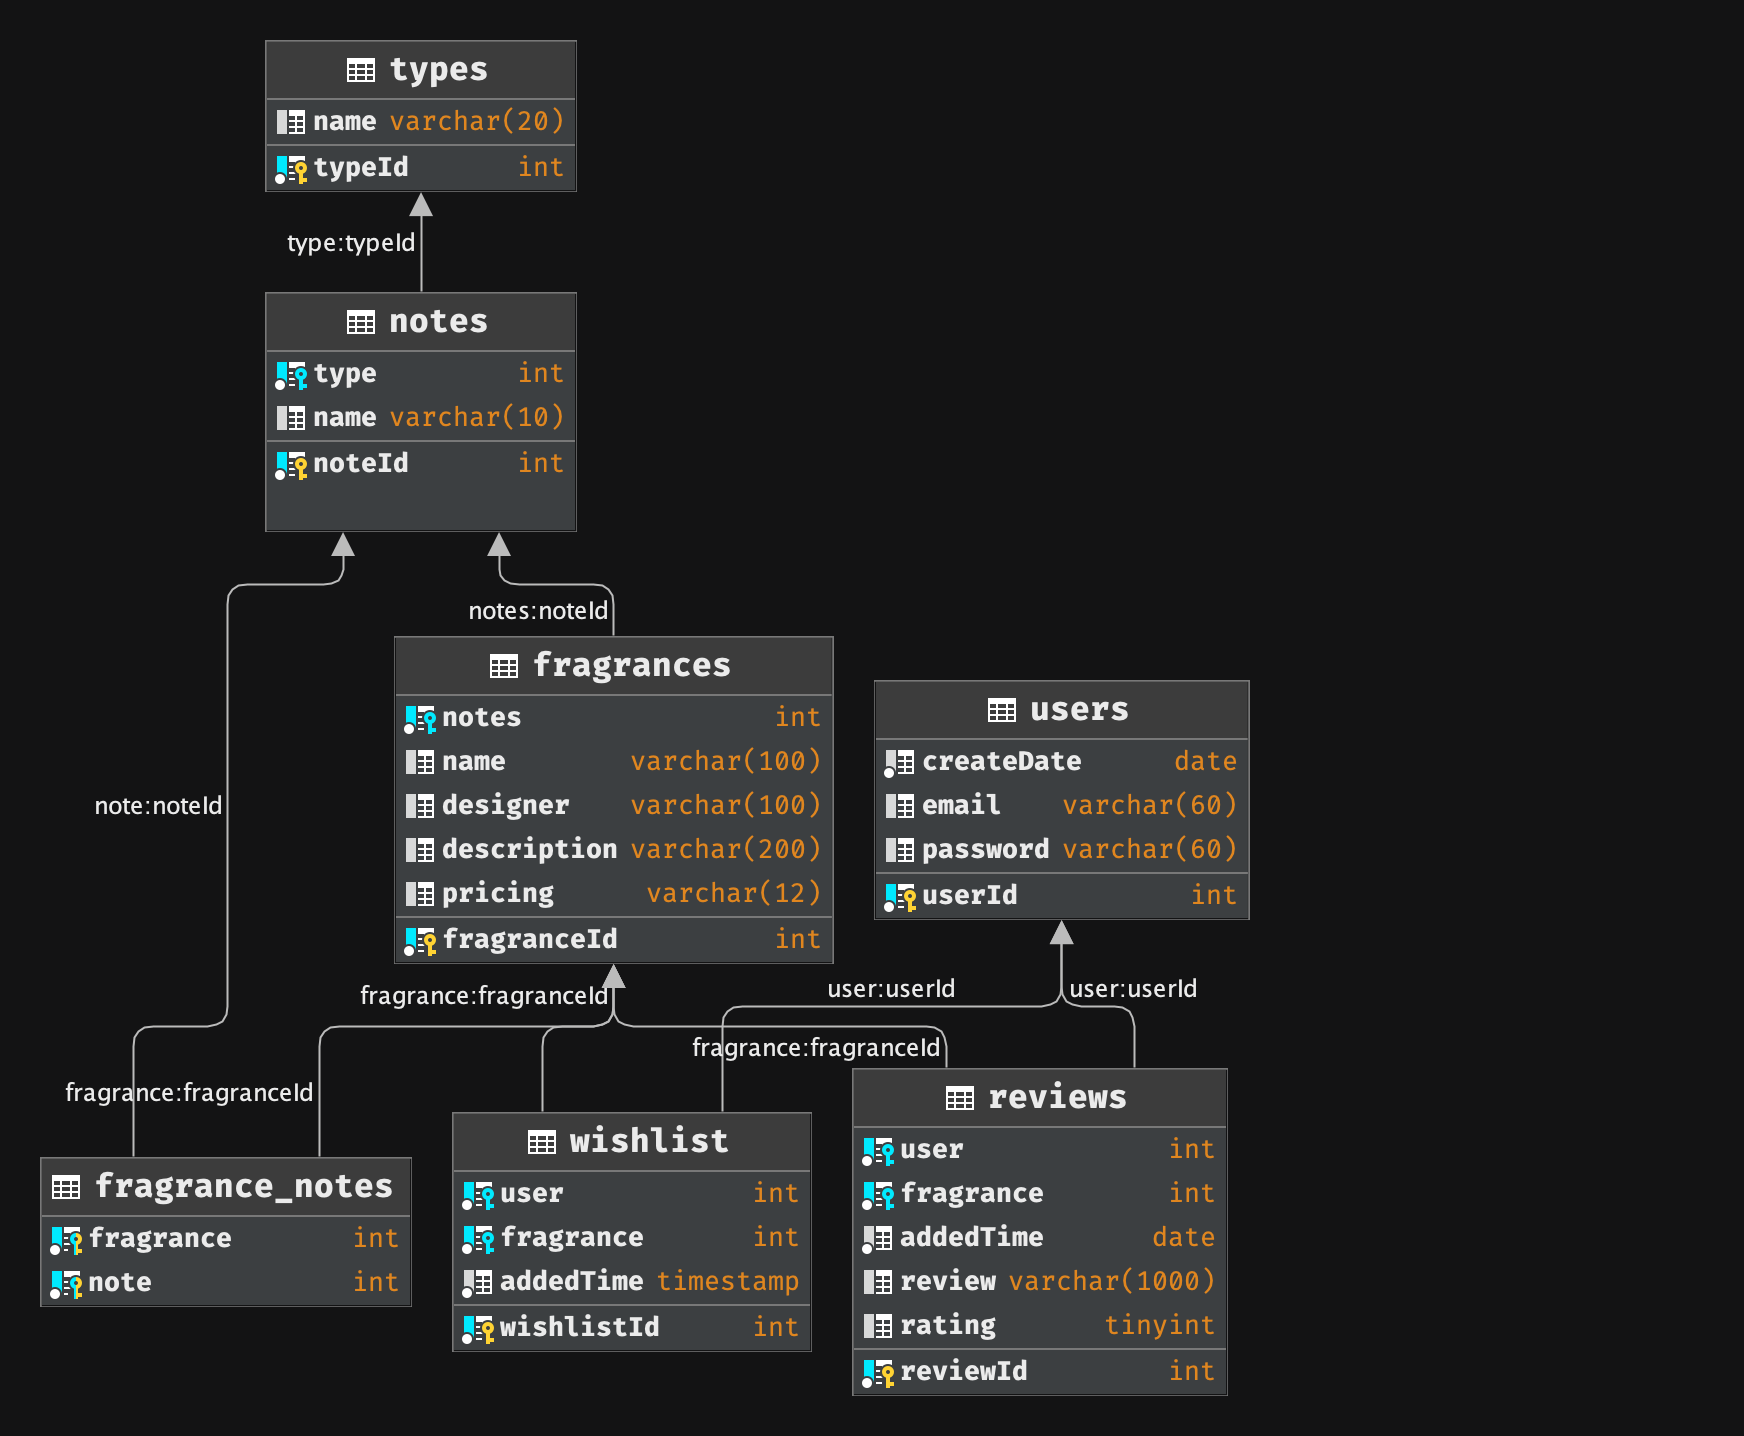 types
name varchar(20)
typeId int
type:typeId
notes
type int
name varchar(10)
noteId int
notes:noteId
note:noteId
fragrances
notes int
name varchar(100)
designer varchar(100)
description varchar(200)
pricing varchar(12)
fragranceId int
users
createDate date
email varchar(60)
password varchar(60)
userId int
fragrance:fragranceId
user:userId
user:userId
fragrance:fragranceId
fragrance:fragranceId
fragrance_notes
fragrance int
note int
wishlist
user int
fragrance int
addedTime timestamp
wishlistId int
reviews
user int
fragrance int
addedTime date
review varchar(1000)
rating tinyint
reviewId int